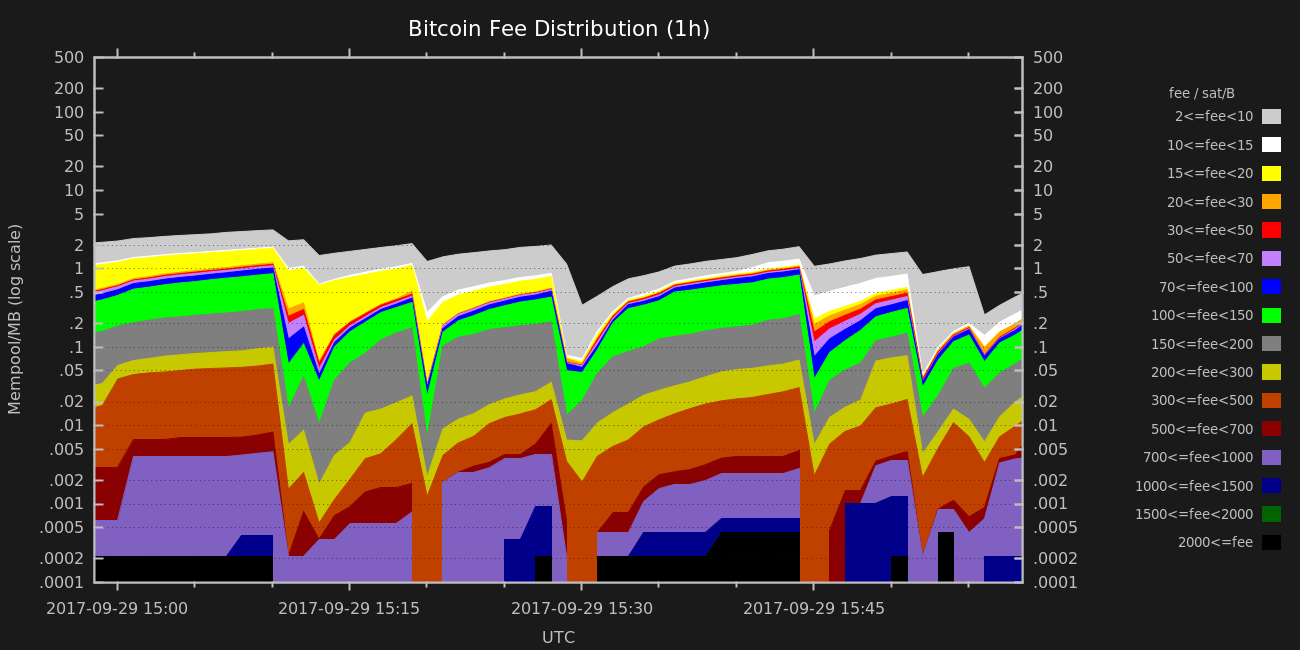 Bitcoin Fee Distribution (1h)
500 500
200 200
100 100
50 50
20 20
10 10
5 5
2 2
1 1
.5 .5
.2 .2
.1 .1
.05 .05
.02 .02
.01 .01
.005 .005
.002 .002
.001 .001
.0005 .0005
.0002 .0002
.0001 .0001
Mempool/MB (log scale)
2017-09-29 15:00 2017-09-29 15:15 2017-09-29 15:30 2017-09-29 15:45
UTC
fee / sat/B
2<=fee<10
10<=fee<15
15<=fee<20
20<=fee<30
30<=fee<50
50<=fee<70
70<=fee<100
100<=fee<150
150<=fee<200
200<=fee<300
300<=fee<500
500<=fee<700
700<=fee<1000
1000<=fee<1500
1500<=fee<2000
2000<=fee